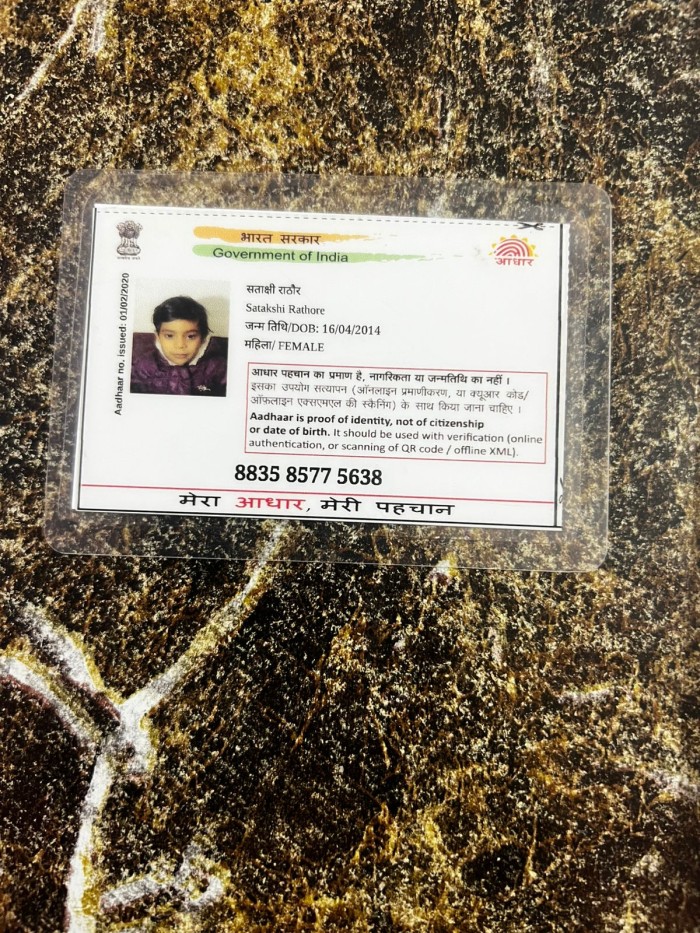 भारत सरकार
Government of India
आधार
Aadhaar no. issued: 01/02/2020
सताक्षी राठौर
Satakshi Rathore
जन्म तिथि/DOB: 16/04/2014
महिला/ FEMALE
आधार पहचान का प्रमाण है, नागरिकता या जन्मतिथि का नहीं ।
इसका उपयोग सत्यापन (ऑनलाइन प्रमाणीकरण, या क्यूआर कोड/
ऑफ़लाइन एक्सएमएल की स्कैनिंग) के साथ किया जाना चाहिए ।
Aadhaar is proof of identity, not of citizenship
or date of birth. It should be used with verification (online
authentication, or scanning of QR code / offline XML).
8835 8577 5638
मेरा आधार, मेरी पहचान